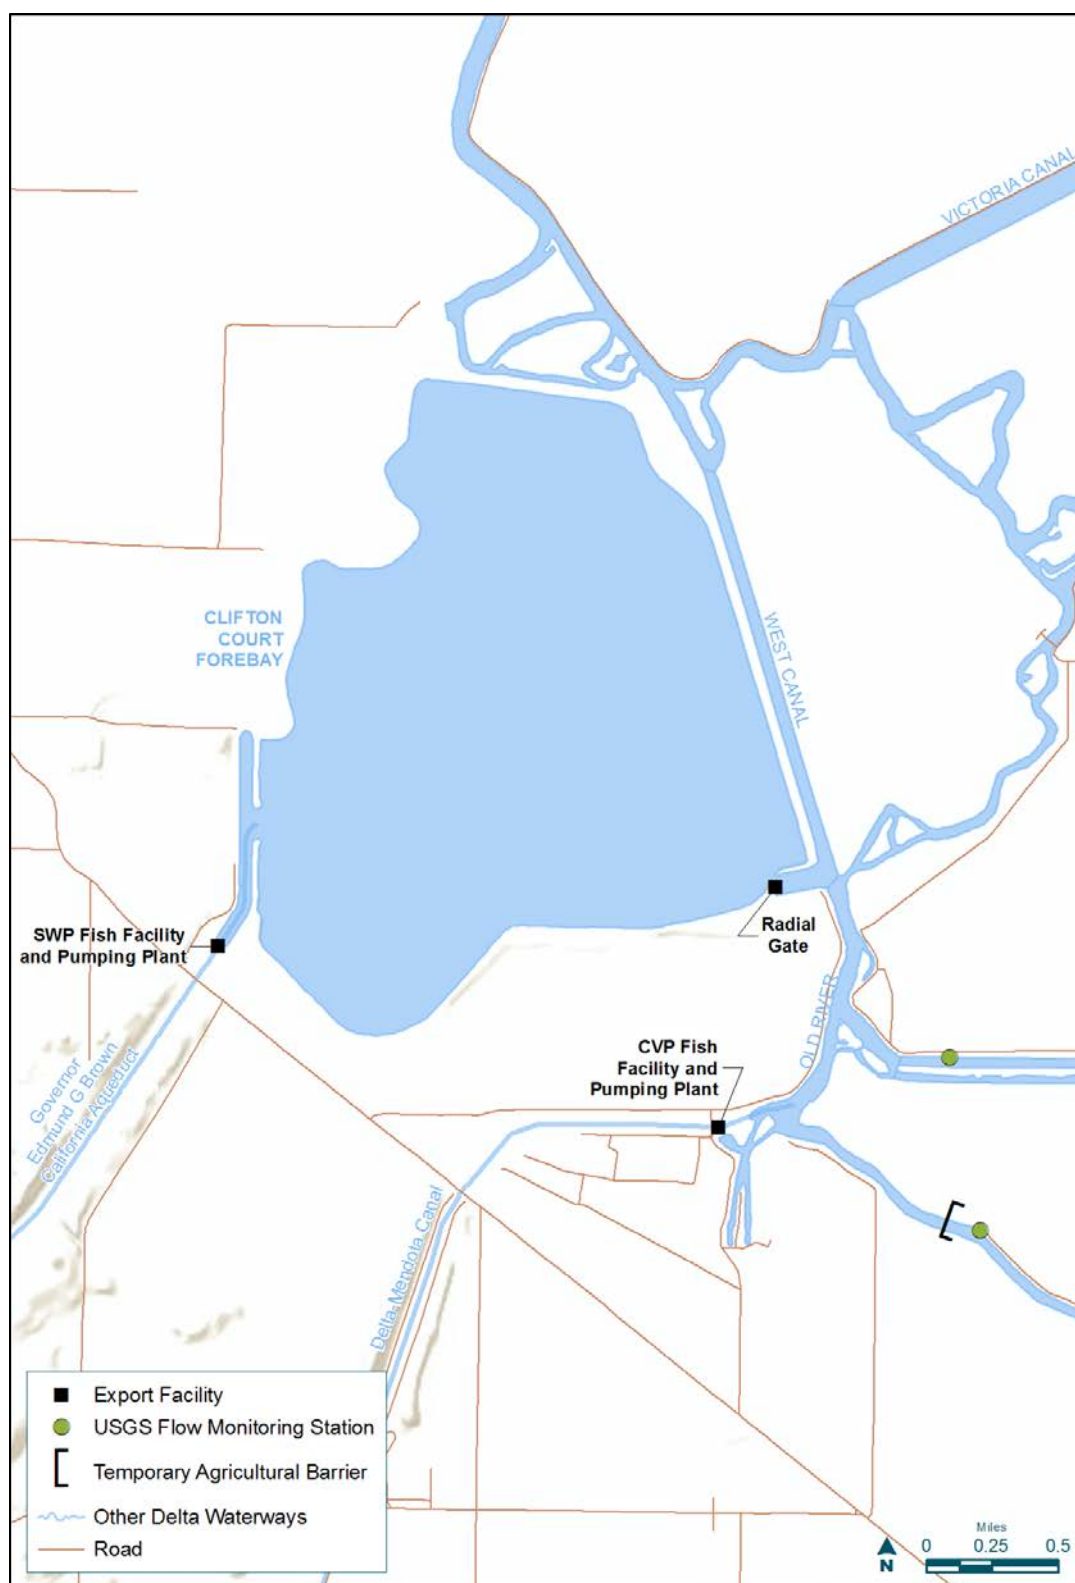 VICTORIA CANAL
CLIFTON
COURT
FOREBAY
WEST CANAL
SWP Fish Facility
and Pumping Plant
Radial
Gate
OLD RIVER
CVP Fish
Facility and
Pumping Plant
Governor
Edmund G Brown
California Aqueduct
Delta-Mendota Canal
Export Facility
USGS Flow Monitoring Station
Temporary Agricultural Barrier
Other Delta Waterways
Road
Miles
0 0.25 0.5
N